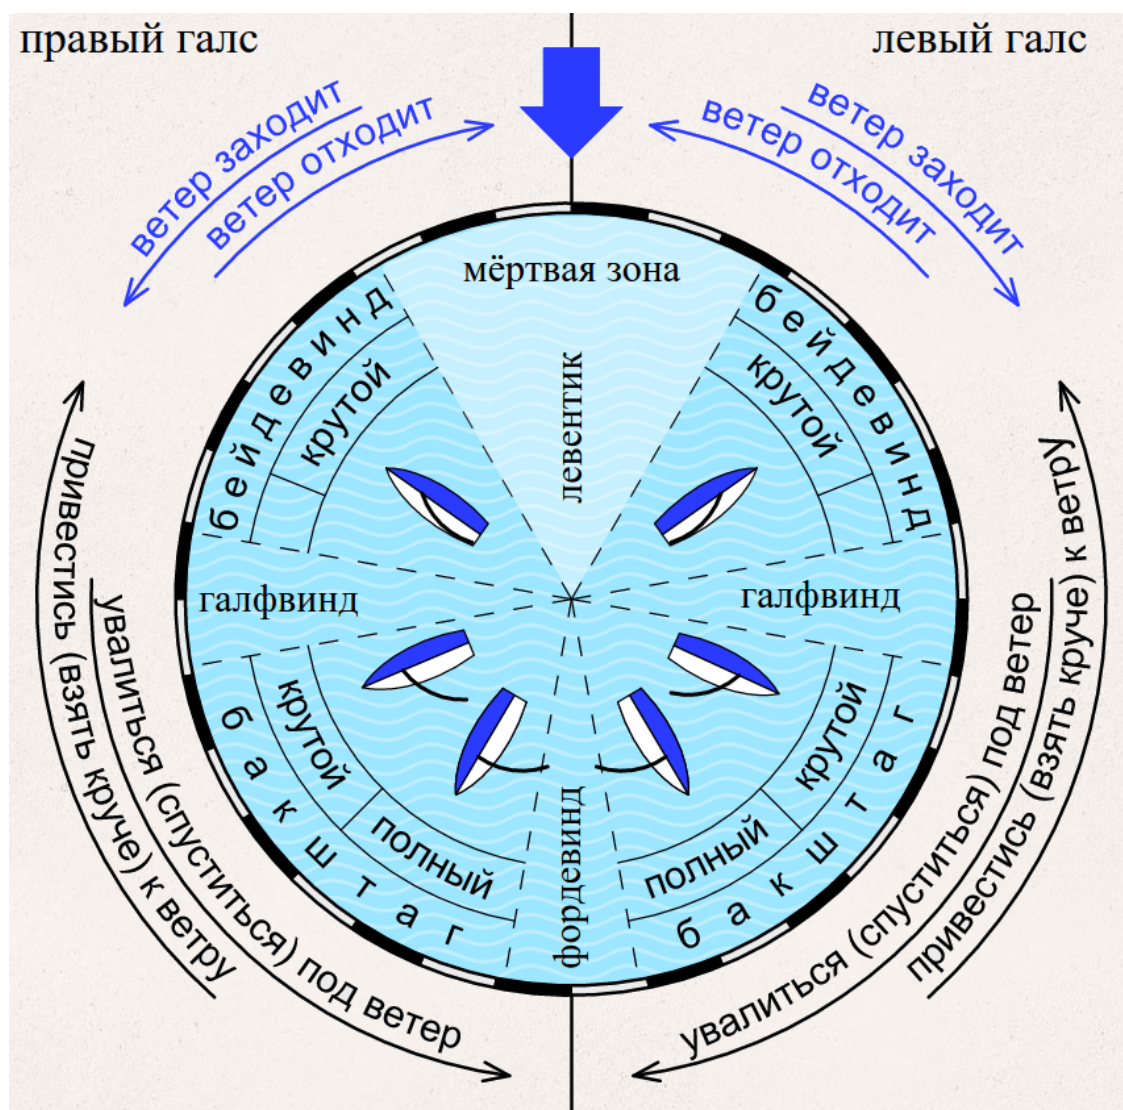 правый галс
левый галс
ветер заходит
ветер отходит
ветер заходит
ветер отходит
мёртвая зона
левентик
бейдевинд
крутой
бейдевинд
крутой
галфвинд
галфвинд
крутой
полный
бакштаг
крутой
полный
бакштаг
фордевинд
привестись (взять круче) к ветру
увалиться (спуститься) под ветер
увалиться (спуститься) под ветер
привестись (взять круче) к ветру